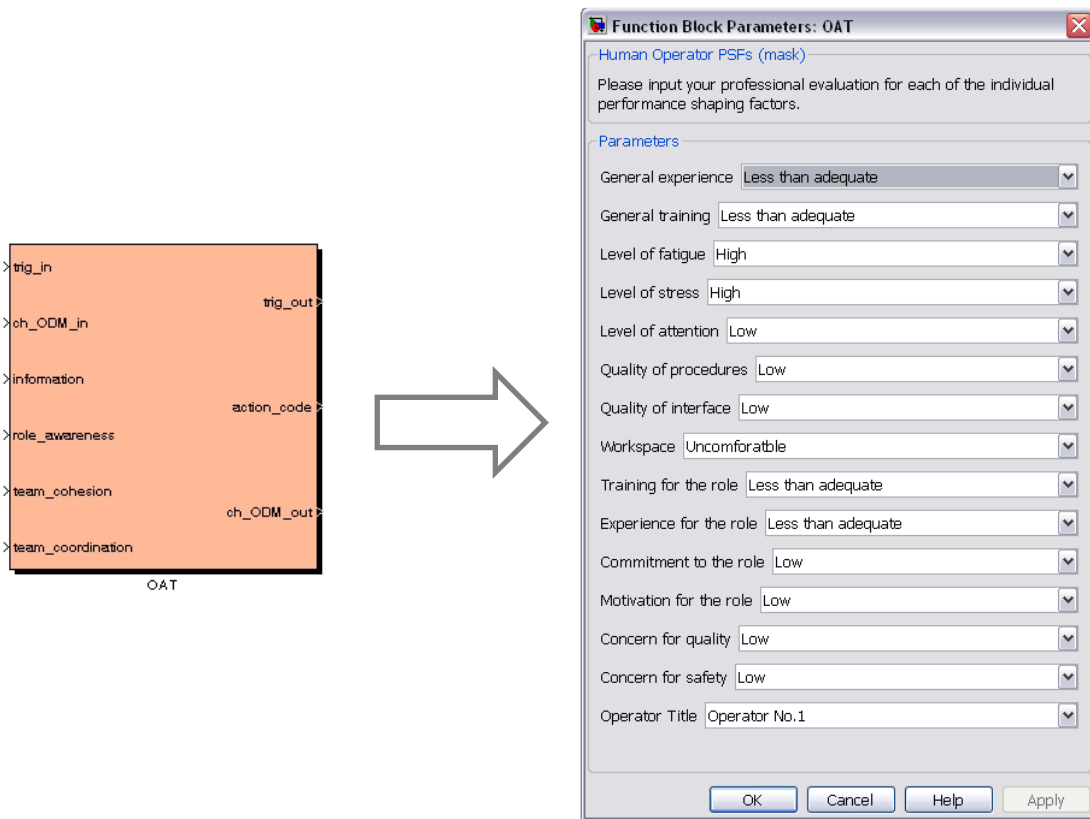 trig_in
ch_ODM_in
information
role_awareness
team_cohesion
team_coordination
trig_out
action_code
ch_ODM_out
OAT
Function Block Parameters: OAT
Human Operator PSFs (mask)
Please input your professional evaluation for each of the individual
performance shaping factors.
Parameters
General experience Less than adequate
General training Less than adequate
Level of fatigue High
Level of stress High
Level of attention Low
Quality of procedures Low
Quality of interface Low
Workspace Uncomforatble
Training for the role Less than adequate
Experience for the role Less than adequate
Commitment to the role Low
Motivation for the role Low
Concern for quality Low
Concern for safety Low
Operator Title Operator No.1
OK Cancel Help Apply